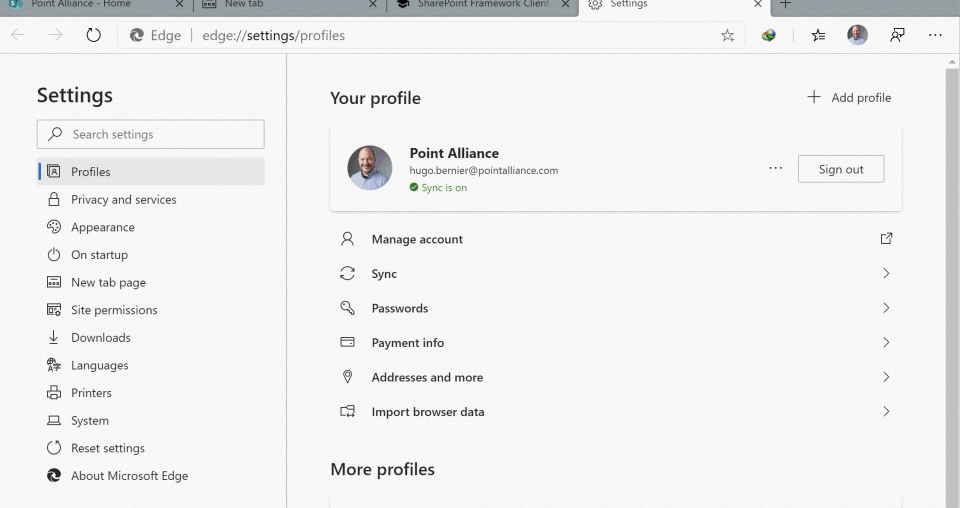 Point Alliance - Home
New tab
SharePoint Framework Client
Settings
Edge
edge://settings/profiles
Settings
Search settings
Profiles
Privacy and services
Appearance
On startup
New tab page
Site permissions
Downloads
Languages
Printers
System
Reset settings
About Microsoft Edge
Your profile
Add profile
Point Alliance
hugo.bernier@pointalliance.com
Sync is on
Sign out
Manage account
Sync
Passwords
Payment info
Addresses and more
Import browser data
More profiles